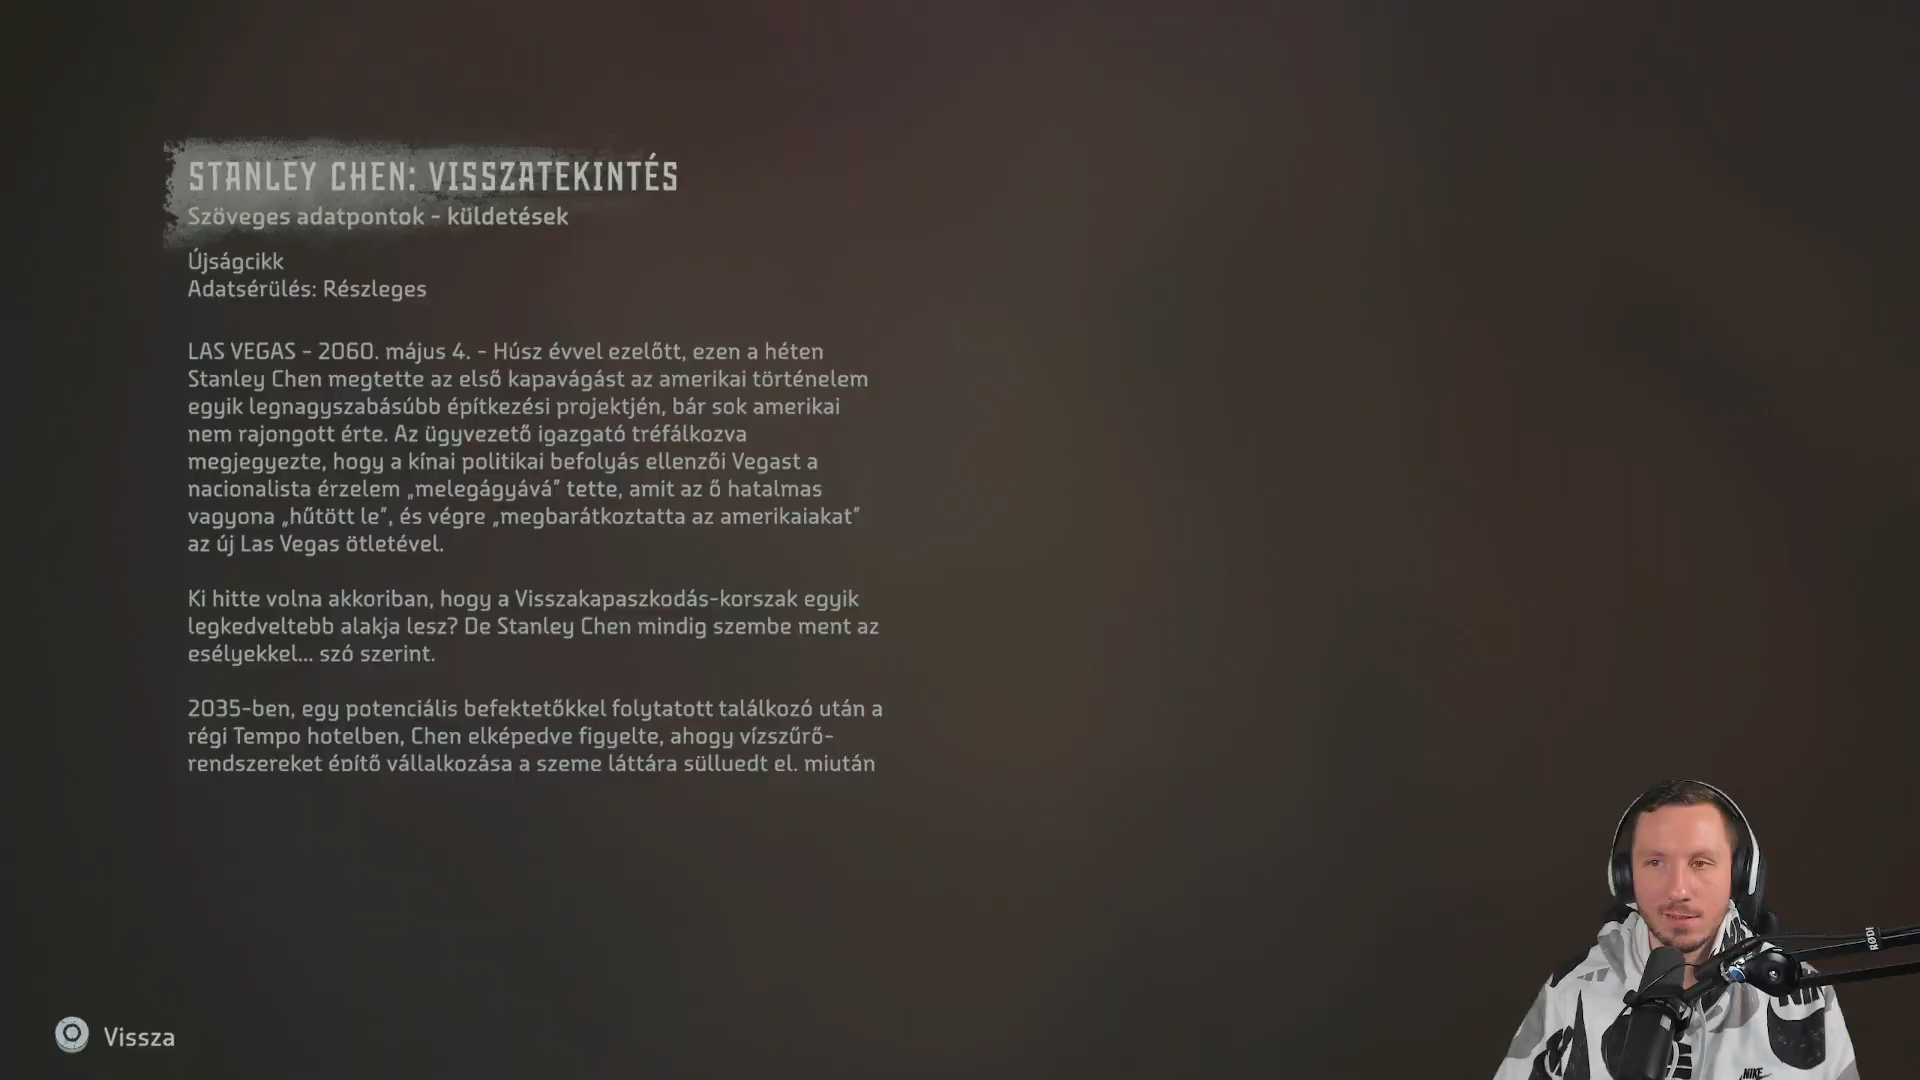 STANLEY CHEN: VISSZATEKINTÉS
Szöveges adatpontok - küldetések
Újságcikk
Adatsérülés: Részleges
LAS VEGAS - 2060. május 4. - Húsz évvel ezelőtt, ezen a héten
Stanley Chen megtette az első kapavágást az amerikai történelem
egyik legnagyszabásúbb építkezési projektjén, bár sok amerikai
nem rajongott érte. Az ügyvezető igazgató tréfálkozva
megjegyezte, hogy a kínai politikai befolyás ellenzői Vegast a
nacionalista érzelem „melegágyává” tette, amit az ő hatalmas
vagyona „hűtött le”, és végre „megbarátkoztatta az amerikaiakat”
az új Las Vegas ötletével.
Ki hitte volna akkoriban, hogy a Visszakapaszkodás-korszak egyik
legkedveltebb alakja lesz? De Stanley Chen mindig szembe ment az
esélyekkel... szó szerint.
2035-ben, egy potenciális befektetőkkel folytatott találkozó után a
régi Tempo hotelben, Chen elképedve figyelte, ahogy vízszűrő-
rendszereket építő vállalkozása a szeme láttára süllyedt el, miután
Vissza
RØDE
NIKE